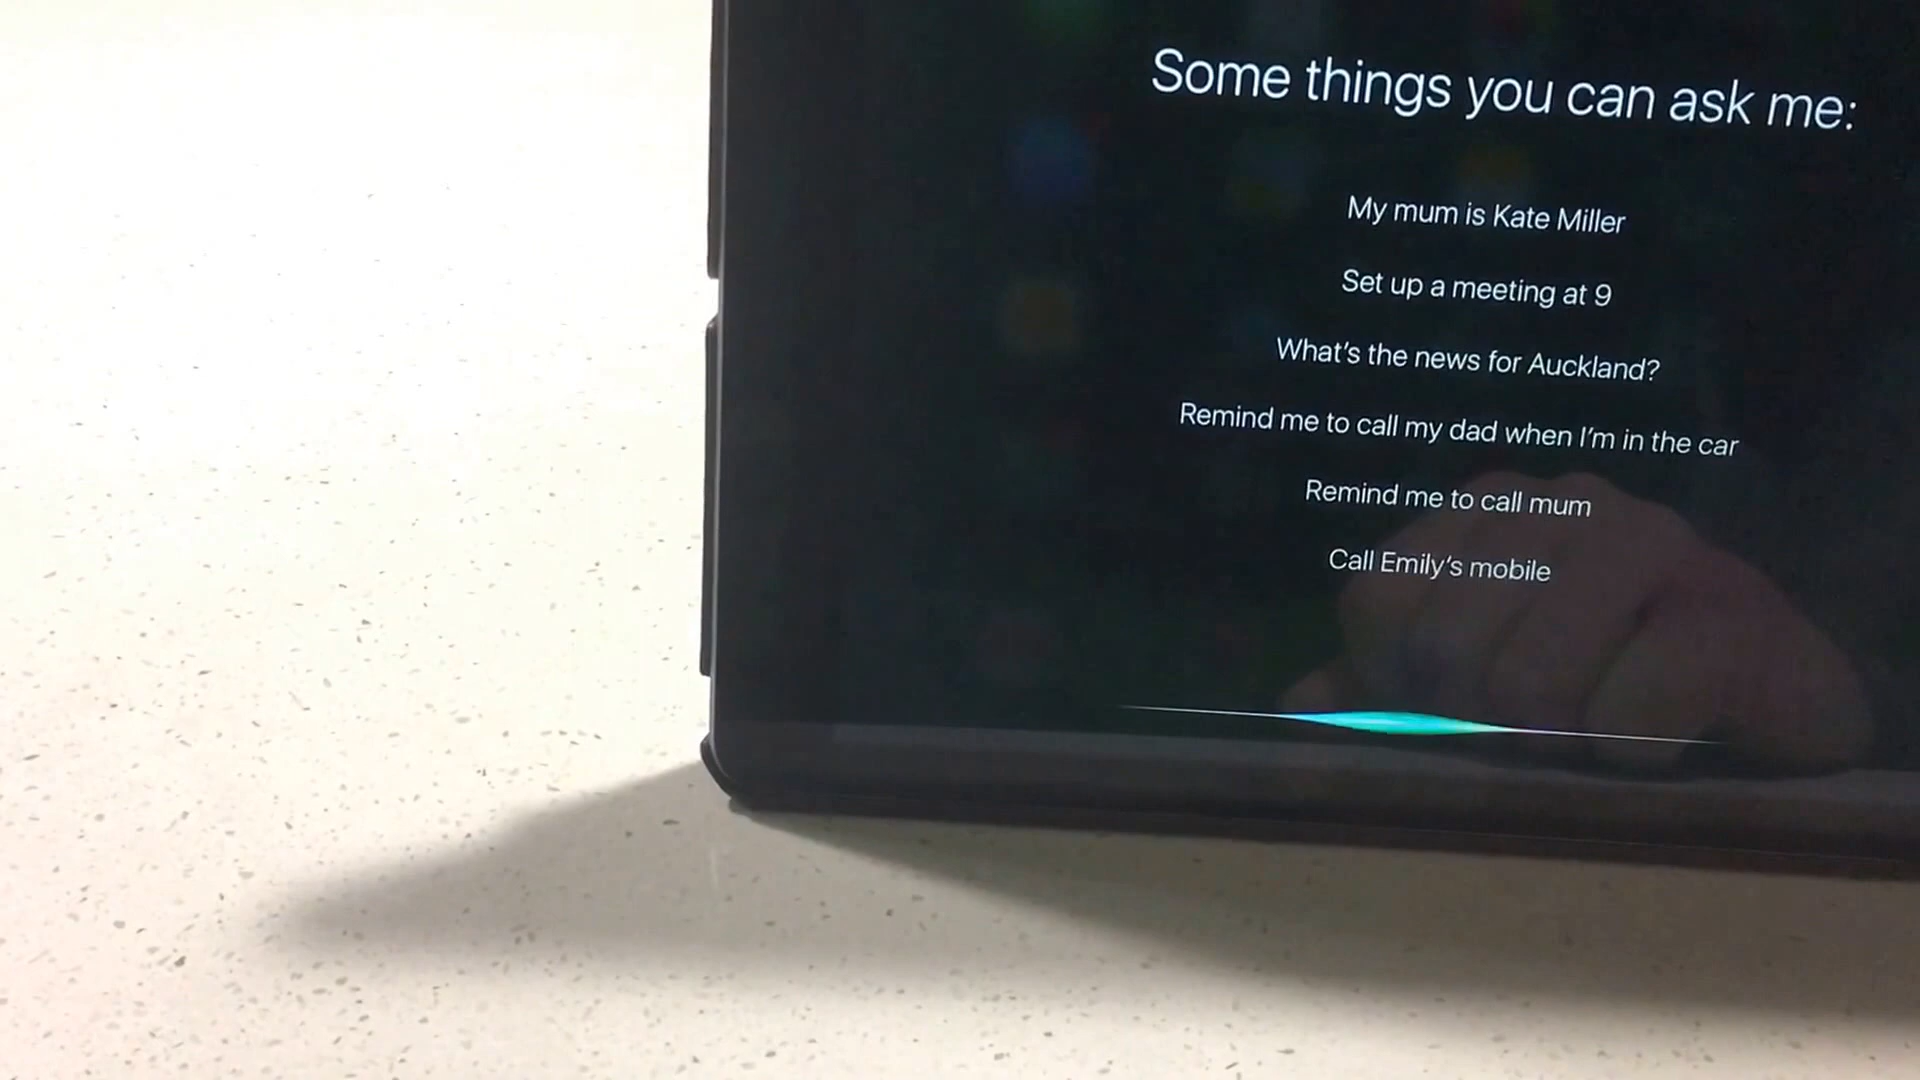 Some things you can ask me:
My mum is Kate Miller
Set up a meeting at 9
What's the news for Auckland?
Remind me to call my dad when I'm in the car
Remind me to call mum
Call Emily's mobile